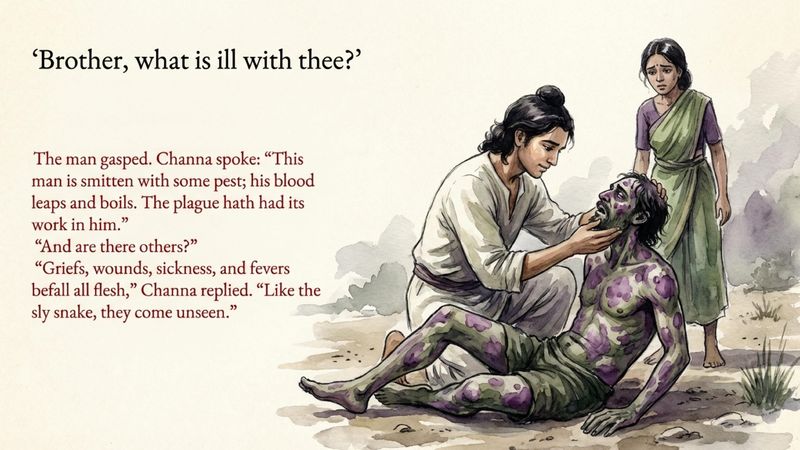 ‘Brother, what is ill with thee?’
The man gasped. Channa spoke: “This
man is smitten with some pest; his blood
leaps and boils. The plague hath had its
work in him.”
“And are there others?”
“Griefs, wounds, sickness, and fevers
befall all flesh,” Channa replied. “Like the
sly snake, they come unseen.”